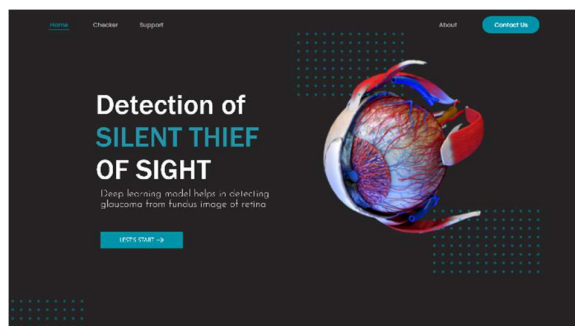 Home Checker Support About Contact Us
Detection of
SILENT THIEF
OF SIGHT
Deep learning model helps in detecting
glaucoma from fundus image of retina
LEST'S START →